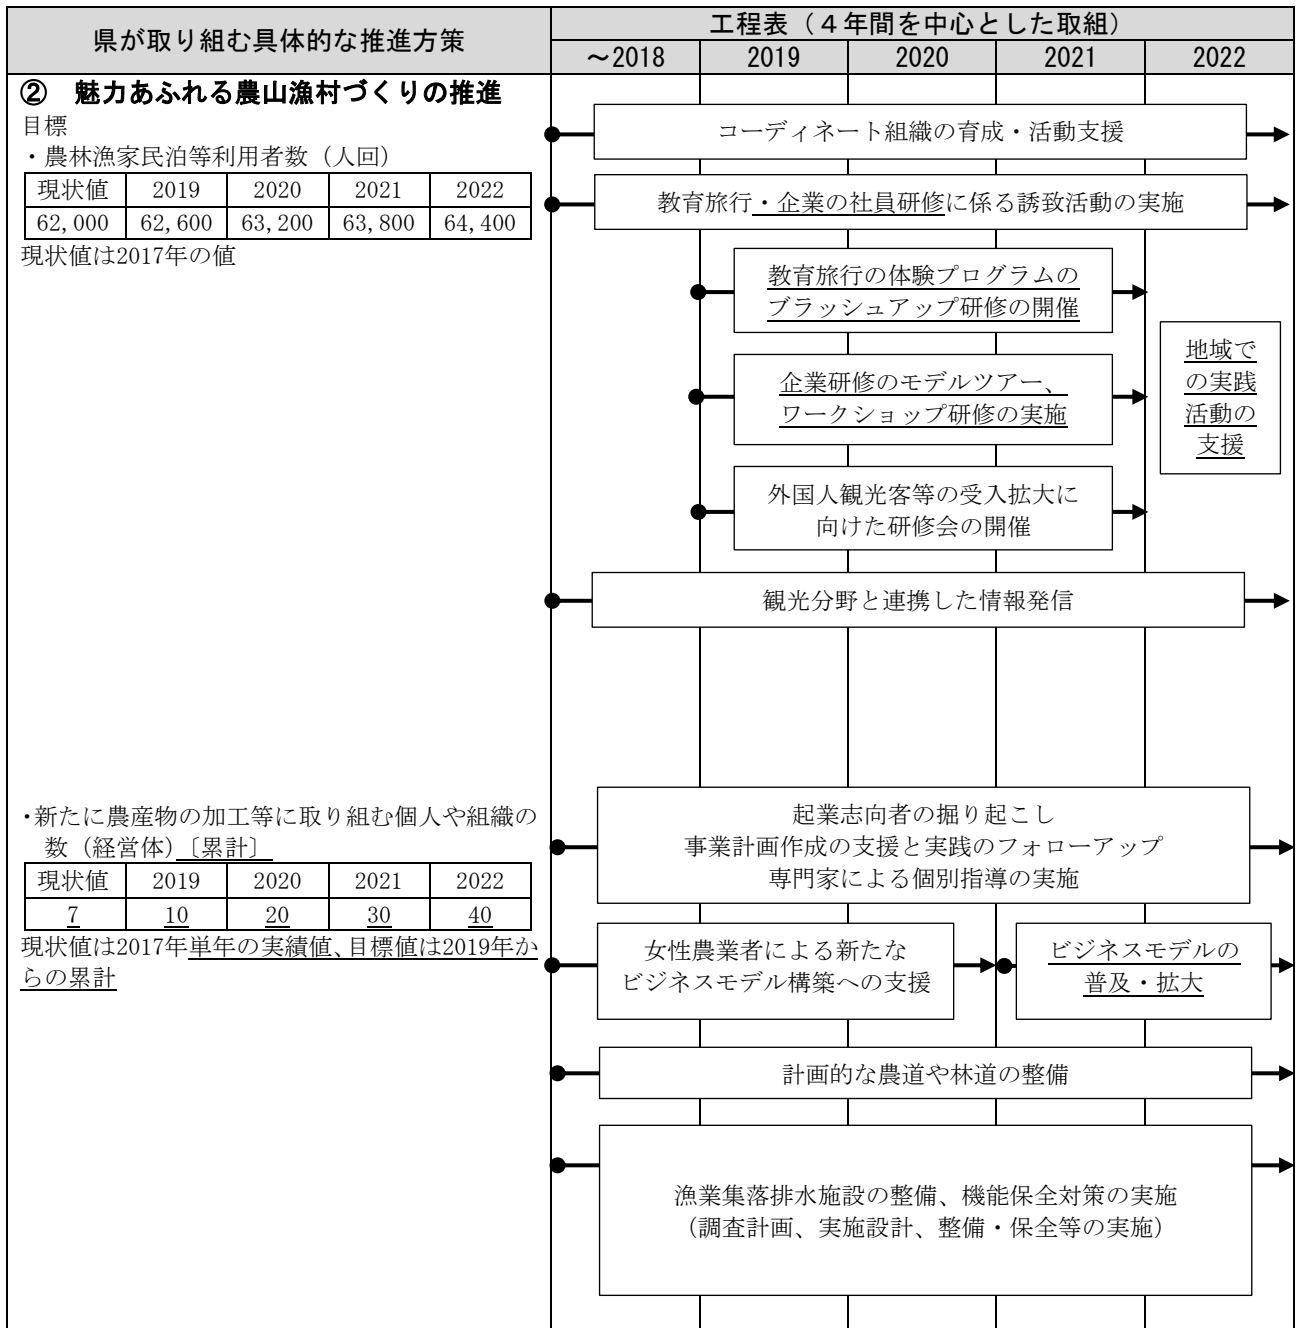 県が取り組む具体的な推進方策
工程表（４年間を中心とした取組）
～2018
2019
2020
2021
2022
②　魅力あふれる農山漁村づくりの推進
目標
・農林漁家民泊等利用者数（人回）
現状値 2019 2020 2021 2022
62,000 62,600 63,200 63,800 64,400
現状値は2017年の値
コーディネート組織の育成・活動支援
教育旅行・企業の社員研修に係る誘致活動の実施
教育旅行の体験プログラムの
ブラッシュアップ研修の開催
企業研修のモデルツアー、
ワークショップ研修の実施
外国人観光客等の受入拡大に
向けた研修会の開催
地域で
の実践
活動の
支援
観光分野と連携した情報発信
・新たに農産物の加工等に取り組む個人や組織の
数（経営体）〔累計〕
現状値 2019 2020 2021 2022
7 10 20 30 40
現状値は2017年単年の実績値、目標値は2019年か
らの累計
起業志向者の掘り起こし
事業計画作成の支援と実践のフォローアップ
専門家による個別指導の実施
女性農業者による新たな
ビジネスモデル構築への支援
ビジネスモデルの
普及・拡大
計画的な農道や林道の整備
漁業集落排水施設の整備、機能保全対策の実施
（調査計画、実施設計、整備・保全等の実施）